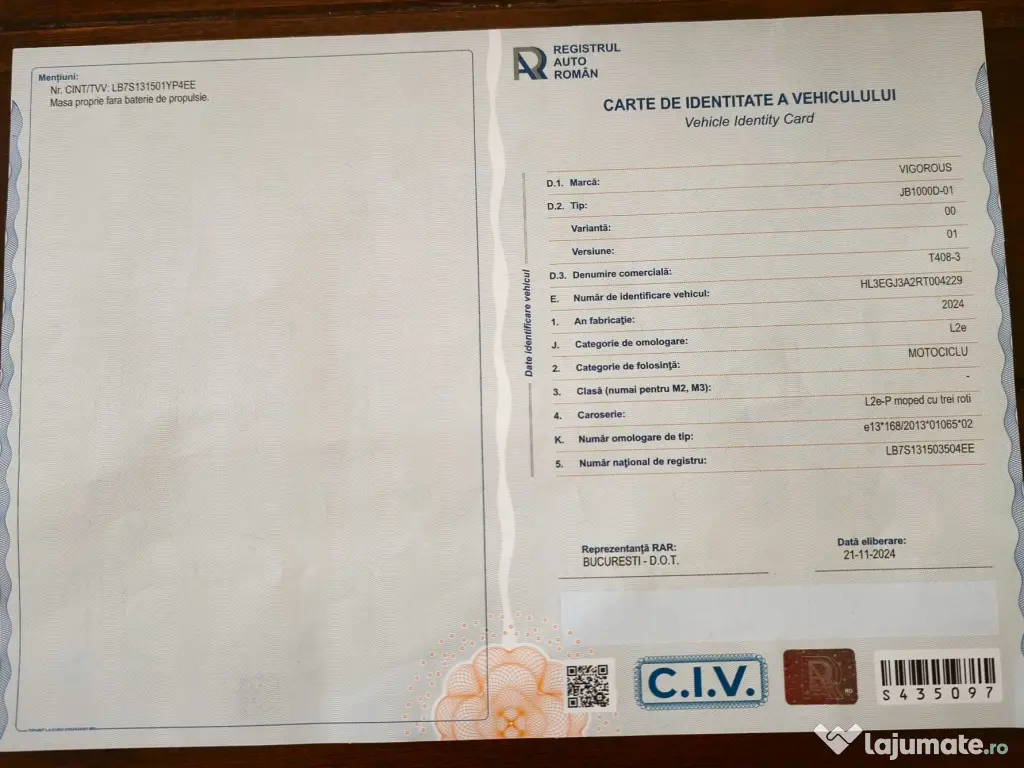 Mențiuni:
Nr. CINT/TVV: LB7S131501YP4EE
Masa proprie fara baterie de propulsie.
REGISTRUL
AUTO
ROMÂN
CARTE DE IDENTITATE A VEHICULULUI
Vehicle Identity Card
Date identificare vehicul
D.1. Marcă: VIGOROUS
D.2. Tip: JB1000D-01
Variantă: 00
Versiune: 01
D.3. Denumire comercială: T408-3
E. Număr de identificare vehicul: HL3EGJ3A2RT004229
1. An fabricație: 2024
J. Categorie de omologare: L2e
2. Categorie de folosință: MOTOCICLU
3. Clasă (numai pentru M2, M3): -
4. Caroserie: L2e-P moped cu trei roti
K. Număr omologare de tip: e13*168/2013*01065*02
5. Număr național de registru: LB7S131503504EE
Reprezentanță RAR:
BUCURESTI - D.O.T.
Dată eliberare:
21-11-2024
C.I.V.
S435097
lajumate.ro